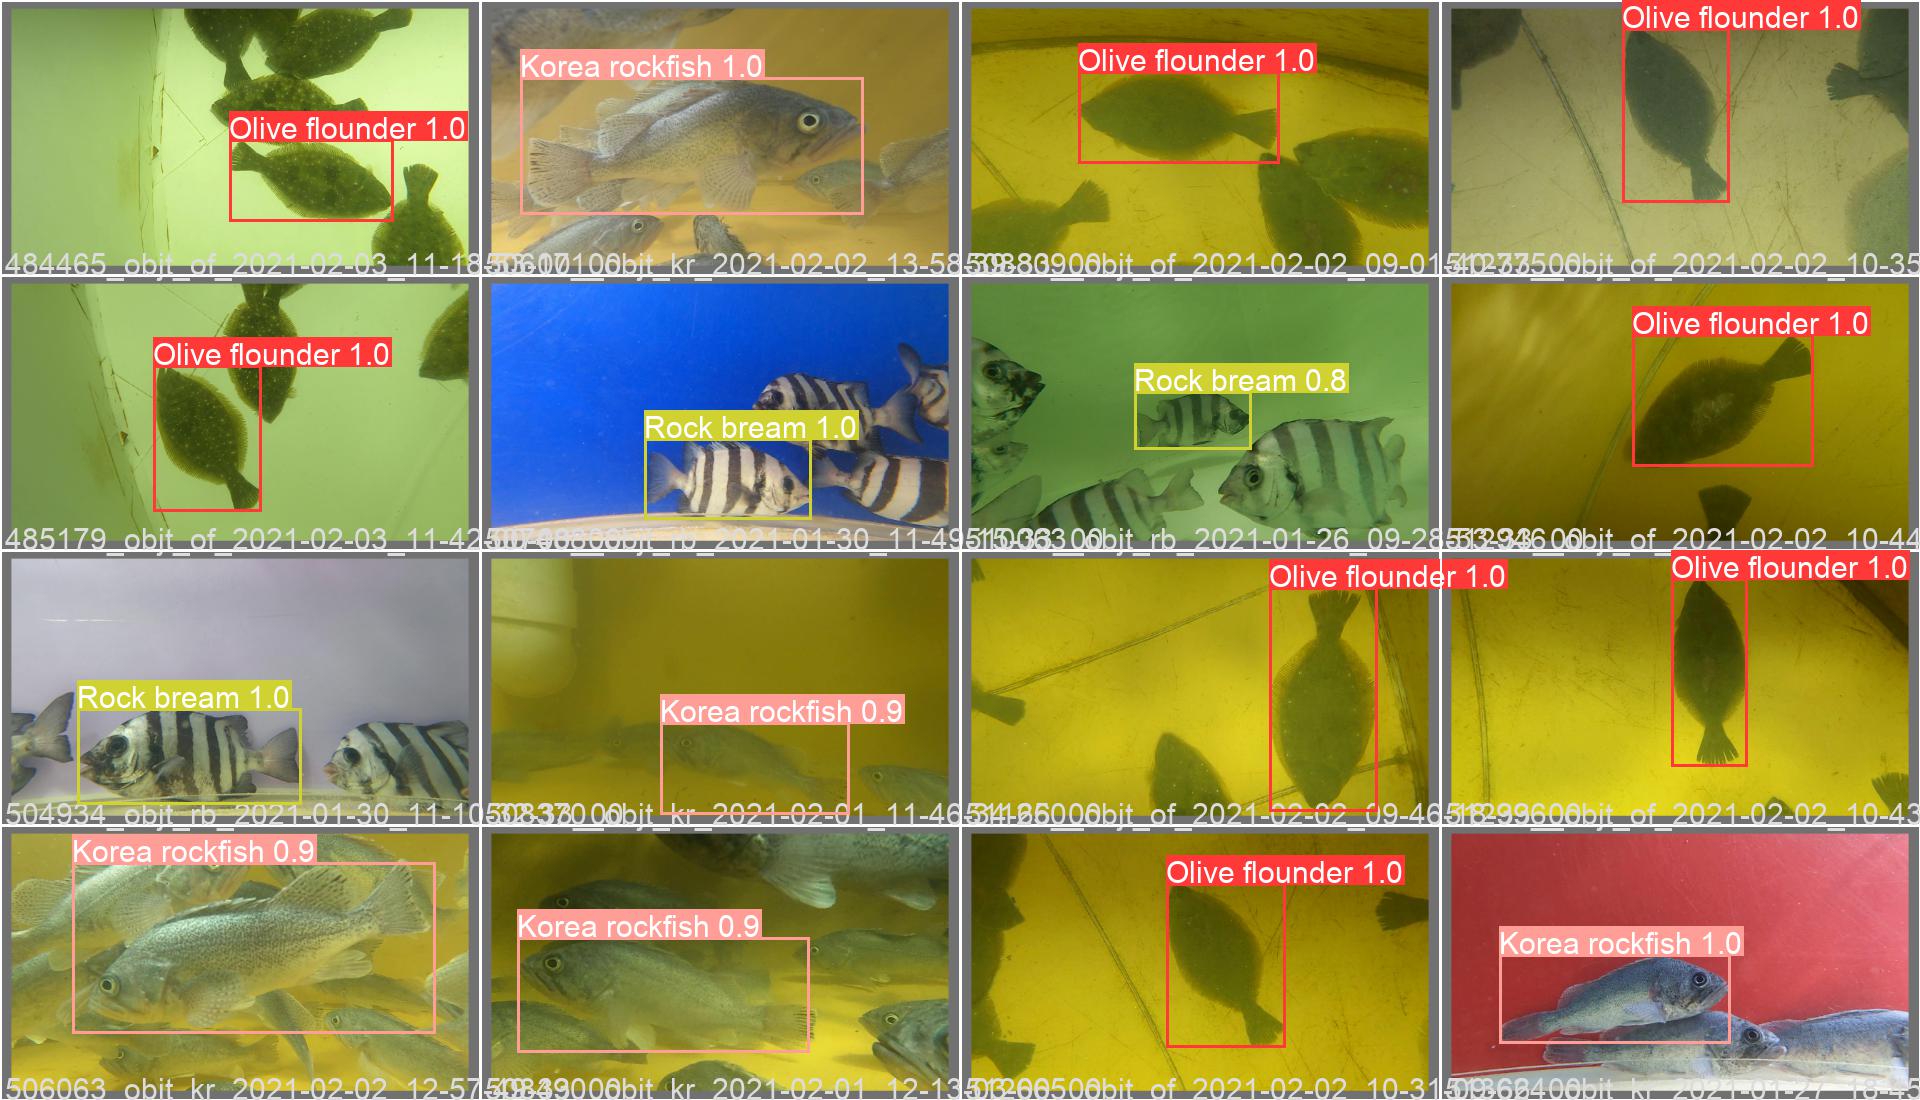 Olive flounder 1.0
Korea rockfish 1.0
Olive flounder 1.0
Olive flounder 1.0
484465_objt_of_2021-02-03_11-18
objt_kr_2021-02-02_13-58
objt_of_2021-02-02_09-01
objt_of_2021-02-02_10-35
Olive flounder 1.0
Rock bream 1.0
Rock bream 0.8
Olive flounder 1.0
485179_objt_of_2021-02-03_11-42
objt_rb_2021-01-30_11-49
objt_rb_2021-01-26_09-28
objt_of_2021-02-02_10-44
Rock bream 1.0
Korea rockfish 0.9
Olive flounder 1.0
Olive flounder 1.0
504934_objt_rb_2021-01-30_11-10
objt_kr_2021-02-01_11-46
objt_of_2021-02-02_09-46
objt_of_2021-02-02_10-43
Korea rockfish 0.9
Korea rockfish 0.9
Olive flounder 1.0
Korea rockfish 1.0
506063_objt_kr_2021-02-02_12-57
objt_kr_2021-02-01_12-13
objt_of_2021-02-02_10-31
objt_kr_2021-01-27_18-45